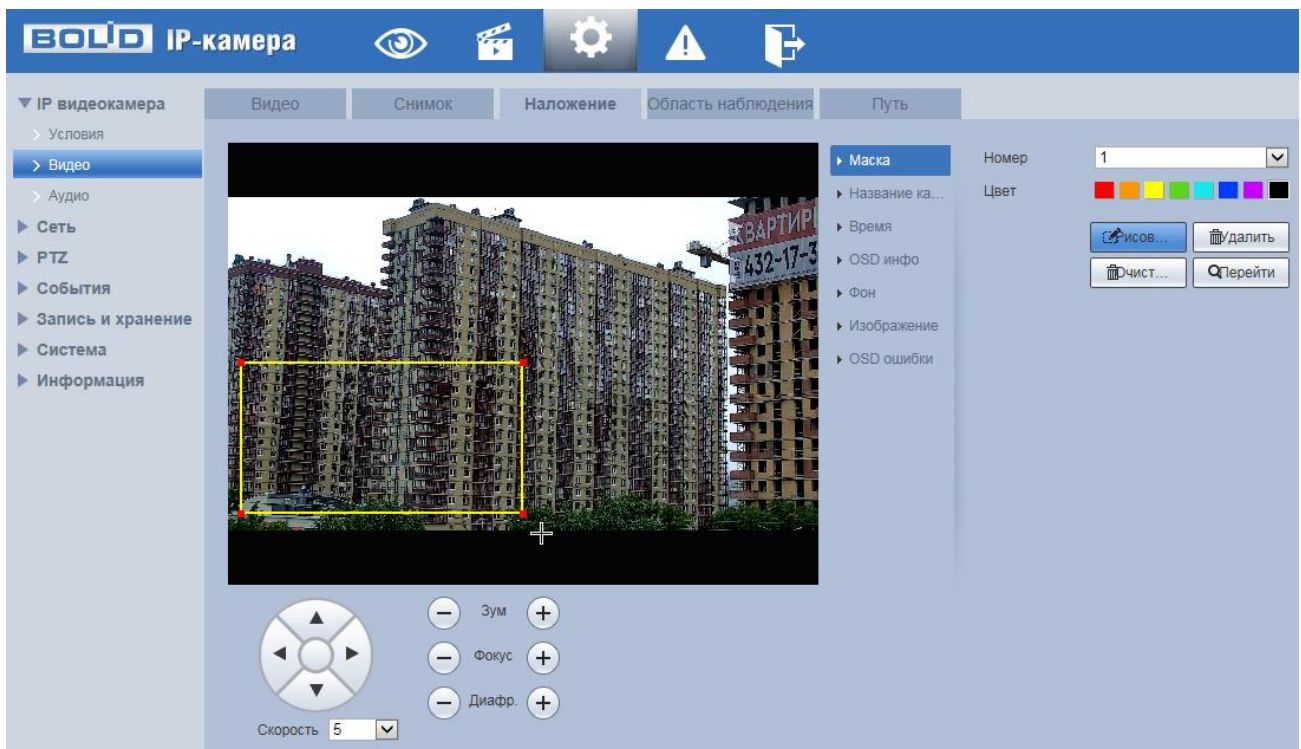 BOLID IP-камера
IP видеокамера
Условия
Видео
Аудио
Сеть
PTZ
События
Запись и хранение
Система
Информация
Видео Снимок Наложение Область наблюдения Путь
КВАРТИР
432-17-3
Маска
Название ка...
Время
OSD инфо
Фон
Изображение
OSD ошибки
Номер 1
Цвет
Рисов... Удалить
Очист... Перейти
Зум
Фокус
Диафр.
Скорость 5